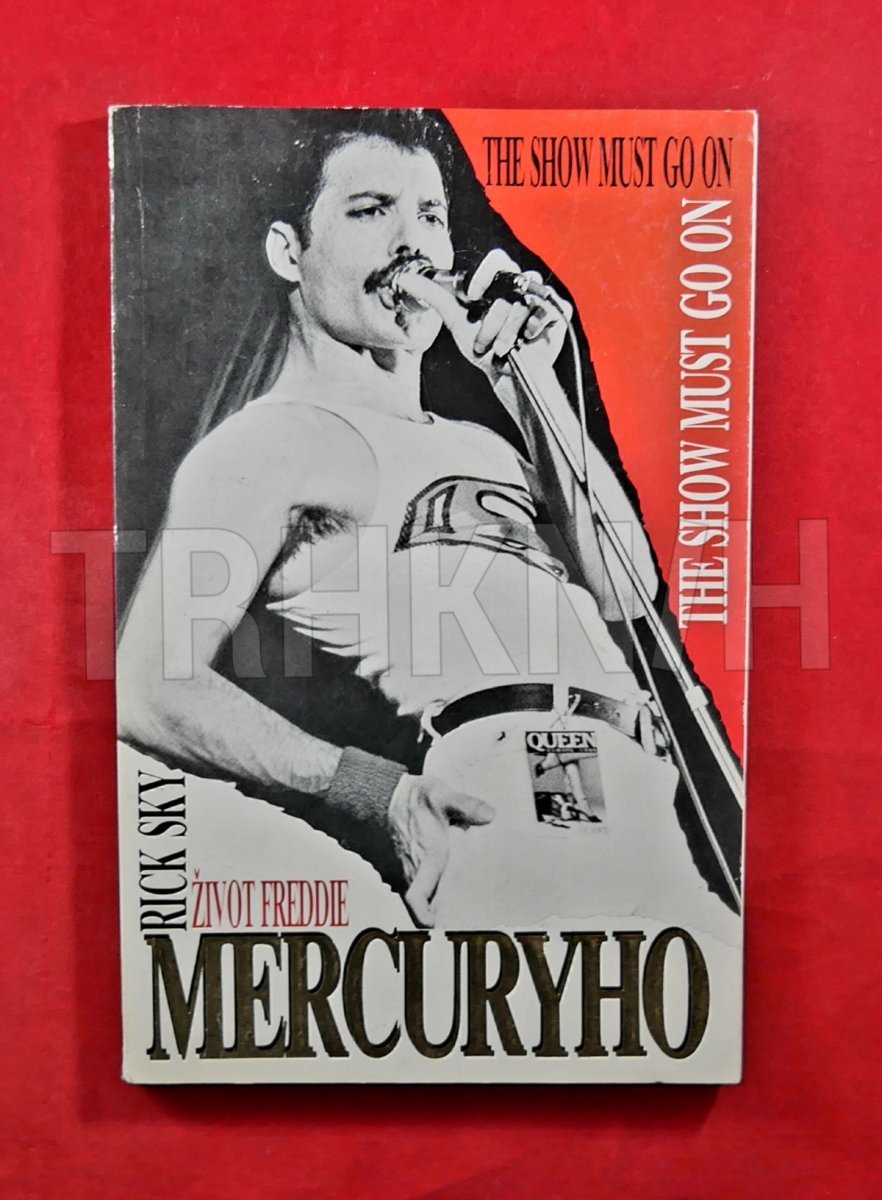 THE SHOW MUST GO ON
THE SHOW MUST GO ON
QUEEN
RICK SKY
ŽIVOT FREDDIE
MERCURYHO
TRHKNIH